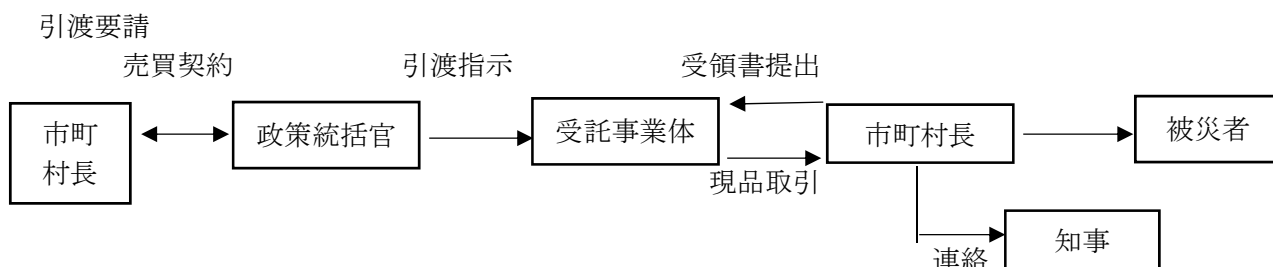 引渡要請
売買契約
引渡指示
受領書提出
市町
村長
政策統括官
受託事業体
市町村長
被災者
現品取引
知事
連絡